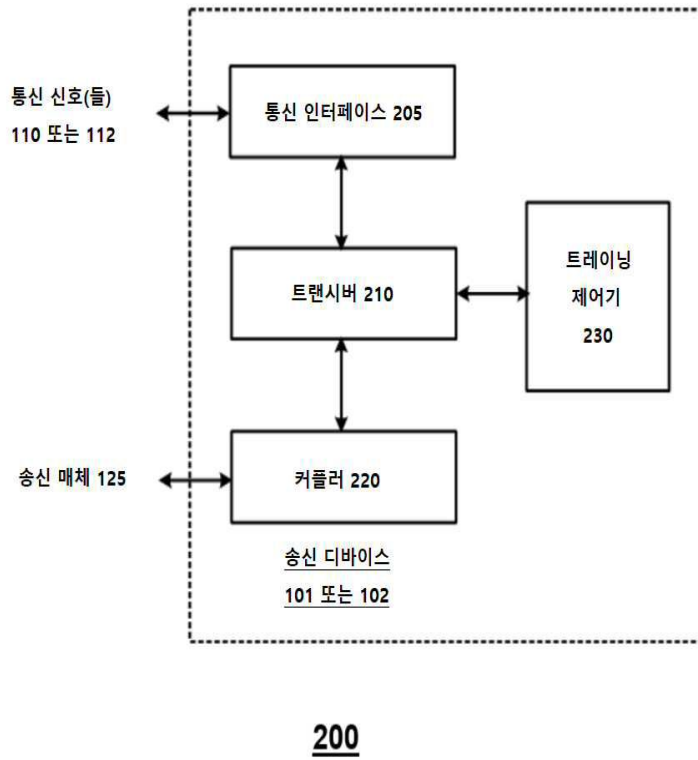 통신 신호(들)
110 또는 112
통신 인터페이스 205
트랜시버 210
트레이닝
제어기
230
송신 매체 125
커플러 220
송신 디바이스
101 또는 102
200